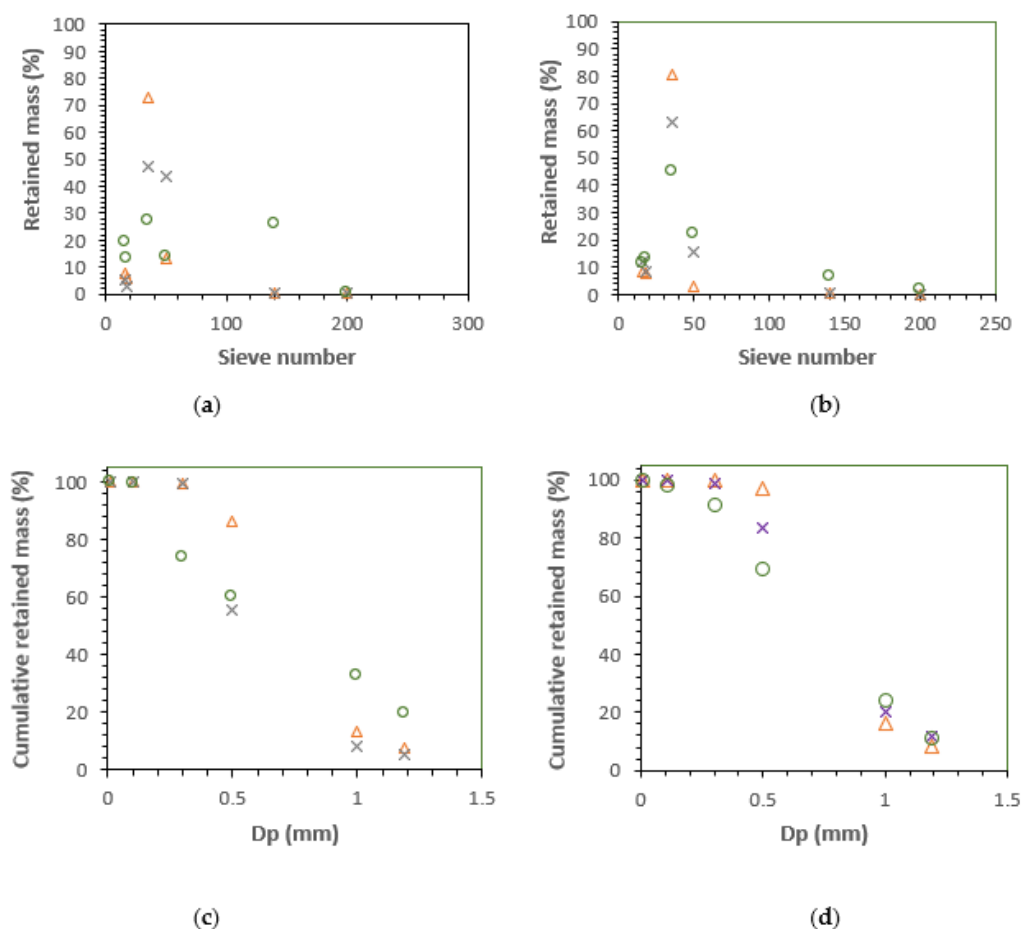 Retained mass (%)
100
90
80
70
60
50
40
30
20
10
0
0 100 200 300
Sieve number
(a)
Retained mass (%)
100
90
80
70
60
50
40
30
20
10
0
0 50 100 150 200 250
Sieve number
(b)
Cumulative retained mass (%)
100
80
60
40
20
0
0 0.5 1 1.5
Dp (mm)
(c)
Cumulative retained mass (%)
100
80
60
40
20
0
0 0.5 1 1.5
Dp (mm)
(d)